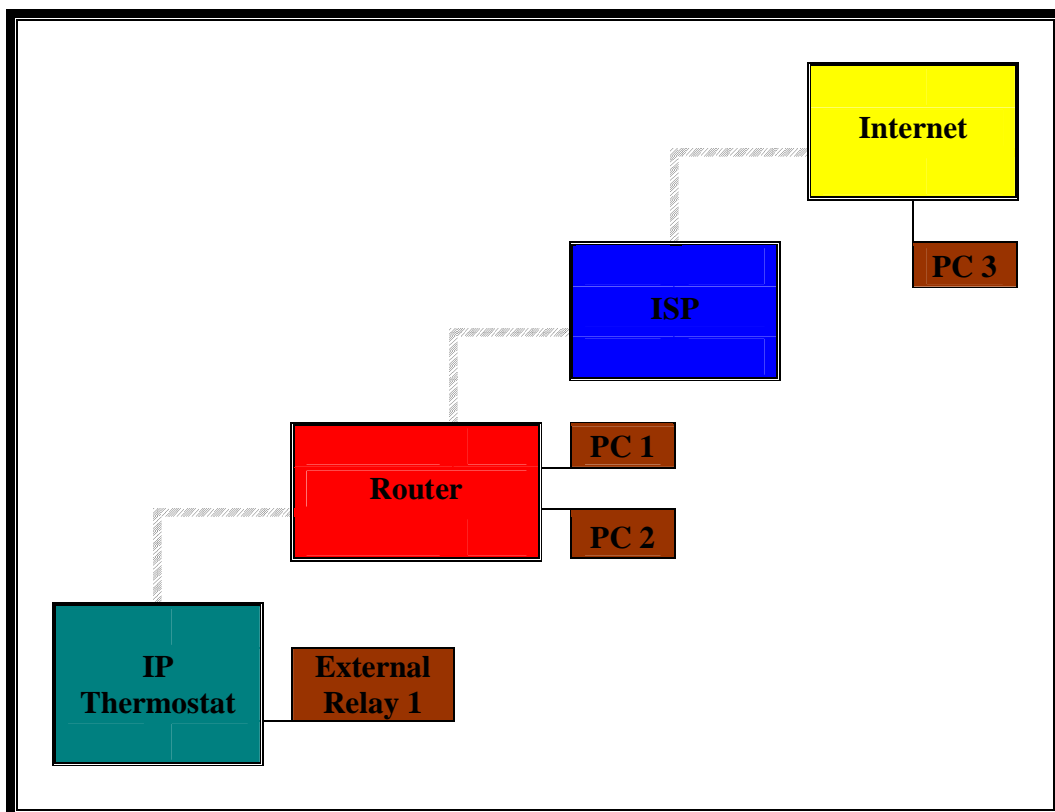 Internet
PC 3
ISP
PC 1
Router
PC 2
IP
Thermostat
External
Relay 1